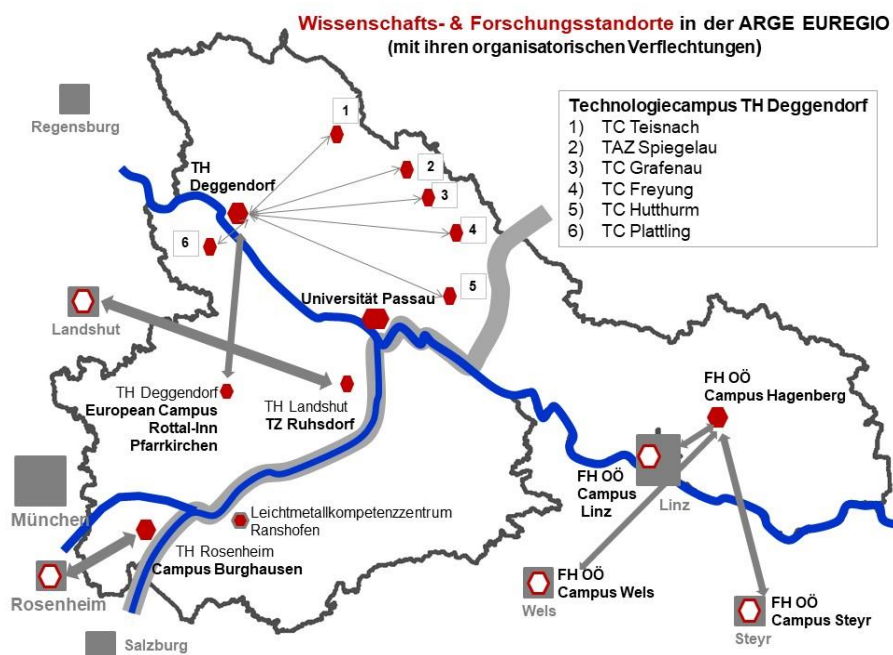 Wissenschafts- & Forschungsstandorte in der ARGE EUREGIO
(mit ihren organisatorischen Verflechtungen)
Technologiecampus TH Deggendorf
1) TC Teisnach
2) TAZ Spiegelau
3) TC Grafenau
4) TC Freyung
5) TC Hutthurm
6) TC Plattling
Regensburg
1
TH
Deggendorf
2
3
4
6
5
Universität Passau
Landshut
TH Deggendorf
European Campus
Rottal-Inn
Pfarrkirchen
TH Landshut
TZ Ruhsdorf
FH OÖ
Campus Hagenberg
FH OÖ
Campus
Linz
Linz
München
Leichtmetallkompetenzzentrum
Ranshofen
TH Rosenheim
Campus Burghausen
Rosenheim
FH OÖ
Campus Wels
Wels
FH OÖ
Campus Steyr
Steyr
Salzburg